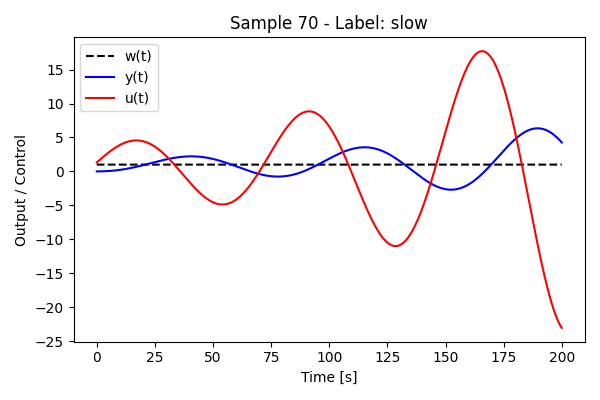 Sample 70 - Label: slow
w(t)
y(t)
u(t)
Output / Control
15
10
5
0
−5
−10
−15
−20
−25
0 25 50 75 100 125 150 175 200
Time [s]